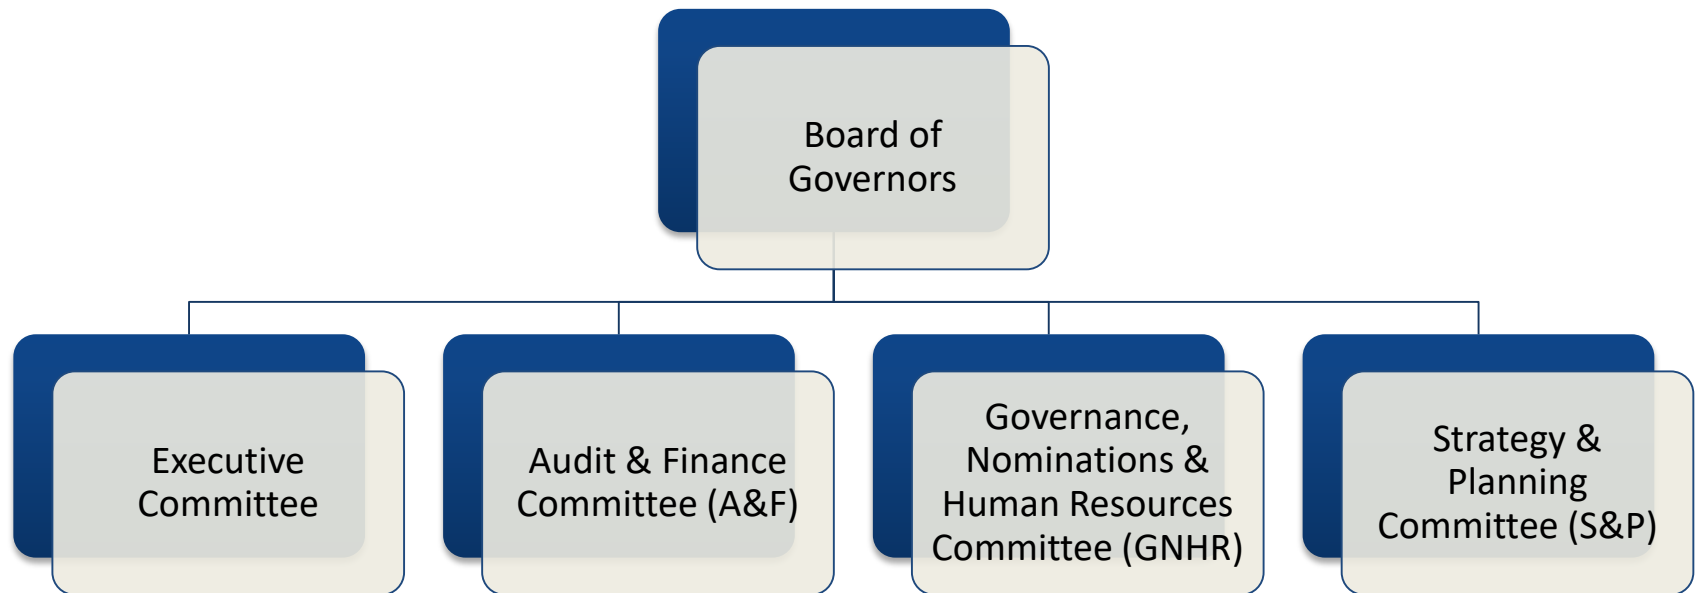 Board of
Governors
Executive
Committee
Audit & Finance
Committee (A&F)
Governance,
Nominations &
Human Resources
Committee (GNHR)
Strategy &
Planning
Committee (S&P)